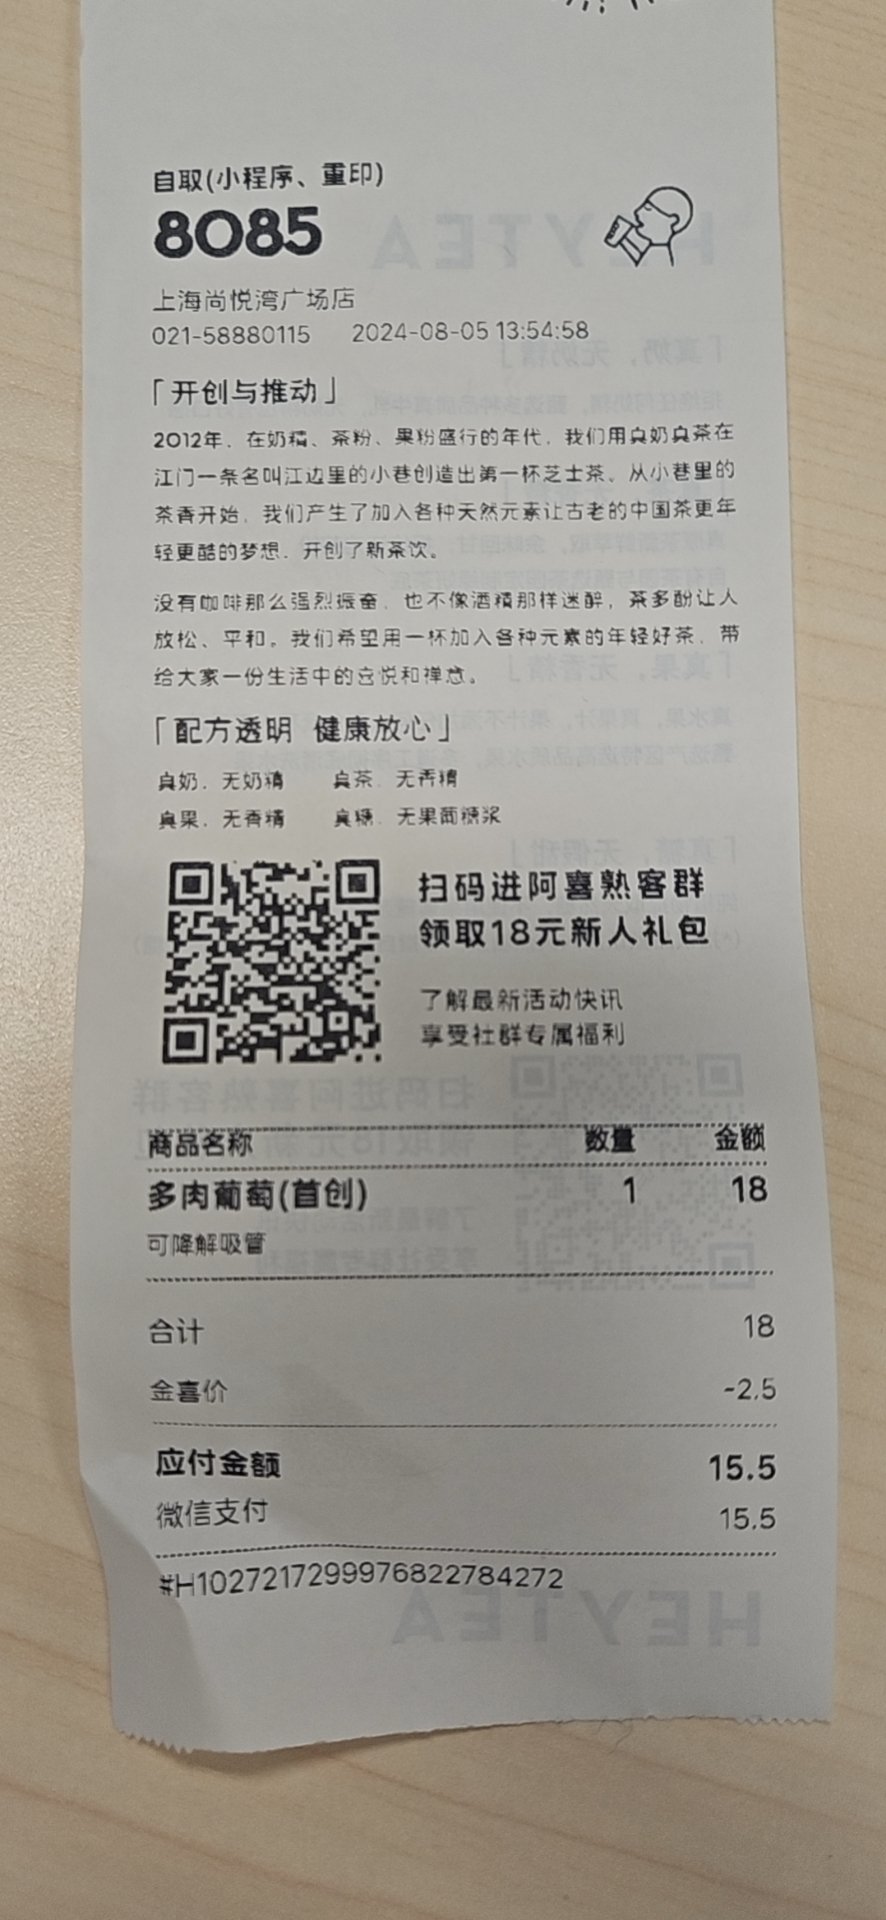 自取(小程序、重印)
8085
上海尚悦湾广场店
021-58880115 2024-08-05 13:54:58
「开创与推动」
2012年,在奶精、茶粉、果粉盛行的年代,我们用真奶真茶在
江门一条名叫江边里的小巷创造出第一杯芝士茶。从小巷里的
茶香开始,我们产生了加入各种天然元素让古老的中国茶更年
轻更酷的梦想,开创了新茶饮。
没有咖啡那么强烈振奋,也不像酒精那样迷醉,茶多酚让人
放松、平和。我们希望用一杯加入各种元素的年轻好茶,带
给大家一份生活中的喜悦和禅意。
「配方透明 健康放心」
真奶,无奶精 真茶,无香精
真果,无香精 真糖,无果葡糖浆
扫码进阿喜熟客群
领取18元新人礼包
了解最新活动快讯
享受社群专属福利
商品名称 数量 金额
多肉葡萄(首创) 1 18
可降解吸管
合计 18
金喜价 -2.5
应付金额 15.5
微信支付 15.5
#H1027217299976822784272
HEYTEA